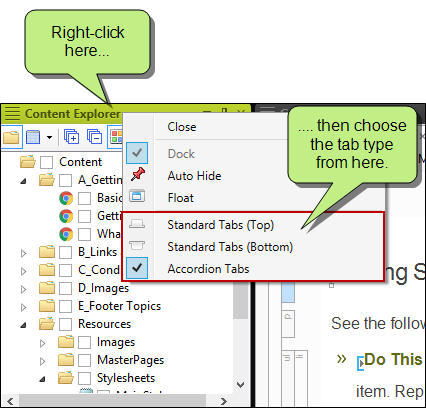 Right-click
here...
Content Explorer
.... then choose
the tab type
from here.
Close
Dock
Auto Hide
Float
Standard Tabs (Top)
Standard Tabs (Bottom)
Accordion Tabs
Content
A_Getti
Basic
Getti
Wha
B_Links
C_Cond
D_Images
E_Footer Topics
Resources
Images
MasterPages
Stylesheets
See the follow
» Do This
item. Rep